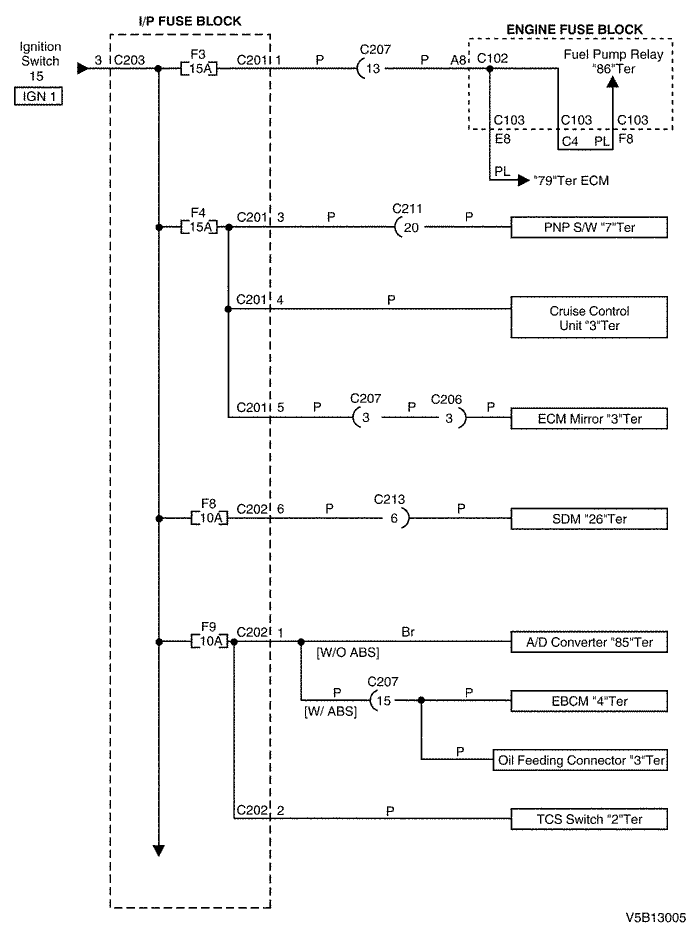 I/P FUSE BLOCK
ENGINE FUSE BLOCK
Ignition
Switch
15
IGN 1
3 C203
F3
15A
C201 1 P
C207
13
P A8 C102
Fuel Pump Relay
"86"Ter
C103 C103 C103
E8 C4 PL F8
PL
"79"Ter ECM
F4
15A
C201 3 P
C211
20
P
PNP S/W "7"Ter
C201 4 P
Cruise Control
Unit "3"Ter
C201 5 P
C207
3
P
C206
3
P
ECM Mirror "3"Ter
F8
10A
C202 6 P
C213
6
P
SDM "26"Ter
F9
10A
C202 1
Br
[W/O ABS]
A/D Converter "85"Ter
P
[W/ ABS]
C207
15
P
EBCM "4"Ter
P
Oil Feeding Connector "3"Ter
C202 2 P
TCS Switch "2"Ter
V5B13005